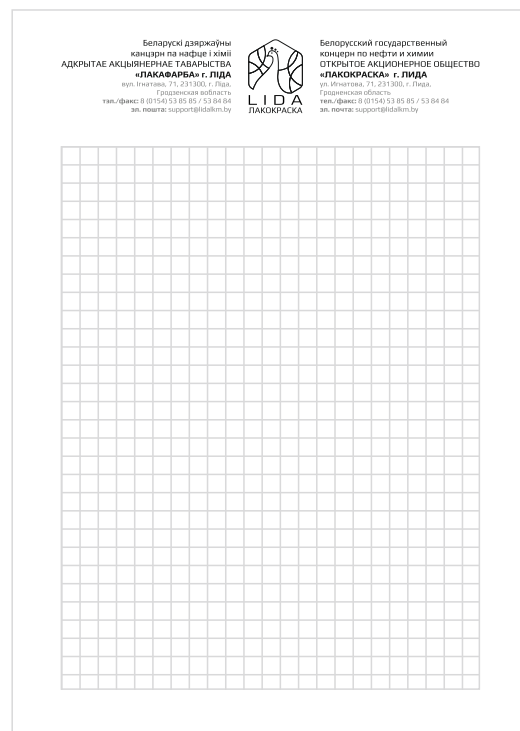 Беларускі дзяржаўны
канцэрн па нафце і хіміі
АДКРЫТАЕ АКЦЫЯНЕРНАЕ ТАВАРЫСТВА
«ЛАКАФАРБА» г. ЛІДА
вул. Ігнатава, 71, 231300, г. Ліда,
Гродзенская вобласть
тэл./факс: 8 (0154) 53 85 85 / 53 84 84
эл. пошта: support@lidalkm.by
LIDA
ЛАКОКРАСКА
Белорусский государственный
концерн по нефти и химии
ОТКРЫТОЕ АКЦИОНЕРНОЕ ОБЩЕСТВО
«ЛАКОКРАСКА» г. ЛИДА
ул. Игнатова, 71, 231300, г. Лида,
Гродненская область
тел./факс: 8 (0154) 53 85 85 / 53 84 84
эл. почта: support@lidalkm.by